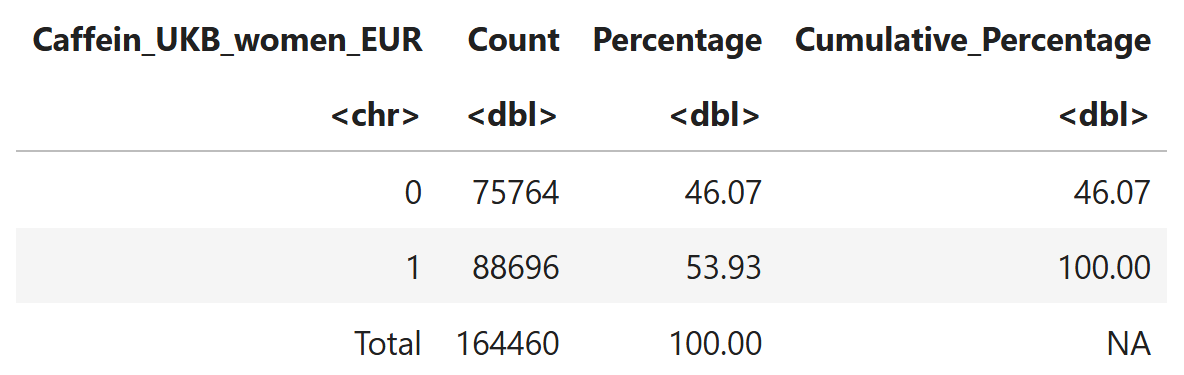 Caffein_UKB_women_EUR Count Percentage Cumulative_Percentage
<chr> <dbl> <dbl> <dbl>
0 75764 46.07 46.07
1 88696 53.93 100.00
Total 164460 100.00 NA